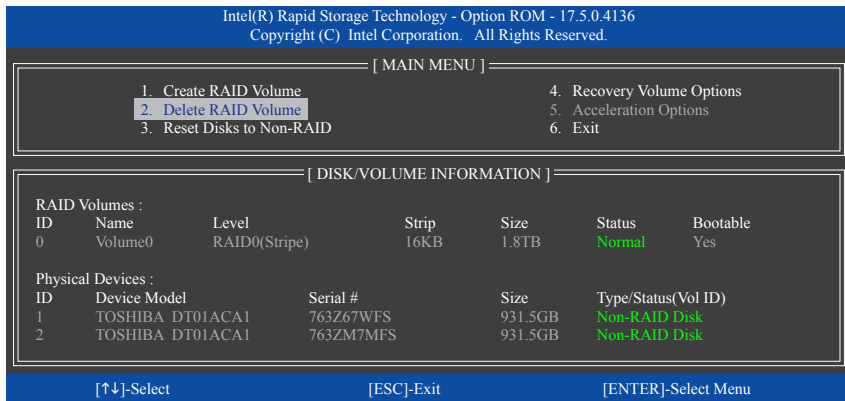 Intel(R) Rapid Storage Technology - Option ROM - 17.5.0.4136
Copyright (C) Intel Corporation. All Rights Reserved.
[ MAIN MENU ]
1. Create RAID Volume 4. Recovery Volume Options
2. Delete RAID Volume 5. Acceleration Options
3. Reset Disks to Non-RAID 6. Exit
[ DISK/VOLUME INFORMATION ]
RAID Volumes :
ID Name Level Strip Size Status Bootable
0 Volume0 RAID0(Stripe) 16KB 1.8TB Normal Yes
Physical Devices :
ID Device Model Serial # Size Type/Status(Vol ID)
1 TOSHIBA DT01ACA1 763Z67WFS 931.5GB Non-RAID Disk
2 TOSHIBA DT01ACA1 763ZM7MFS 931.5GB Non-RAID Disk
[↑↓]-Select [ESC]-Exit [ENTER]-Select Menu